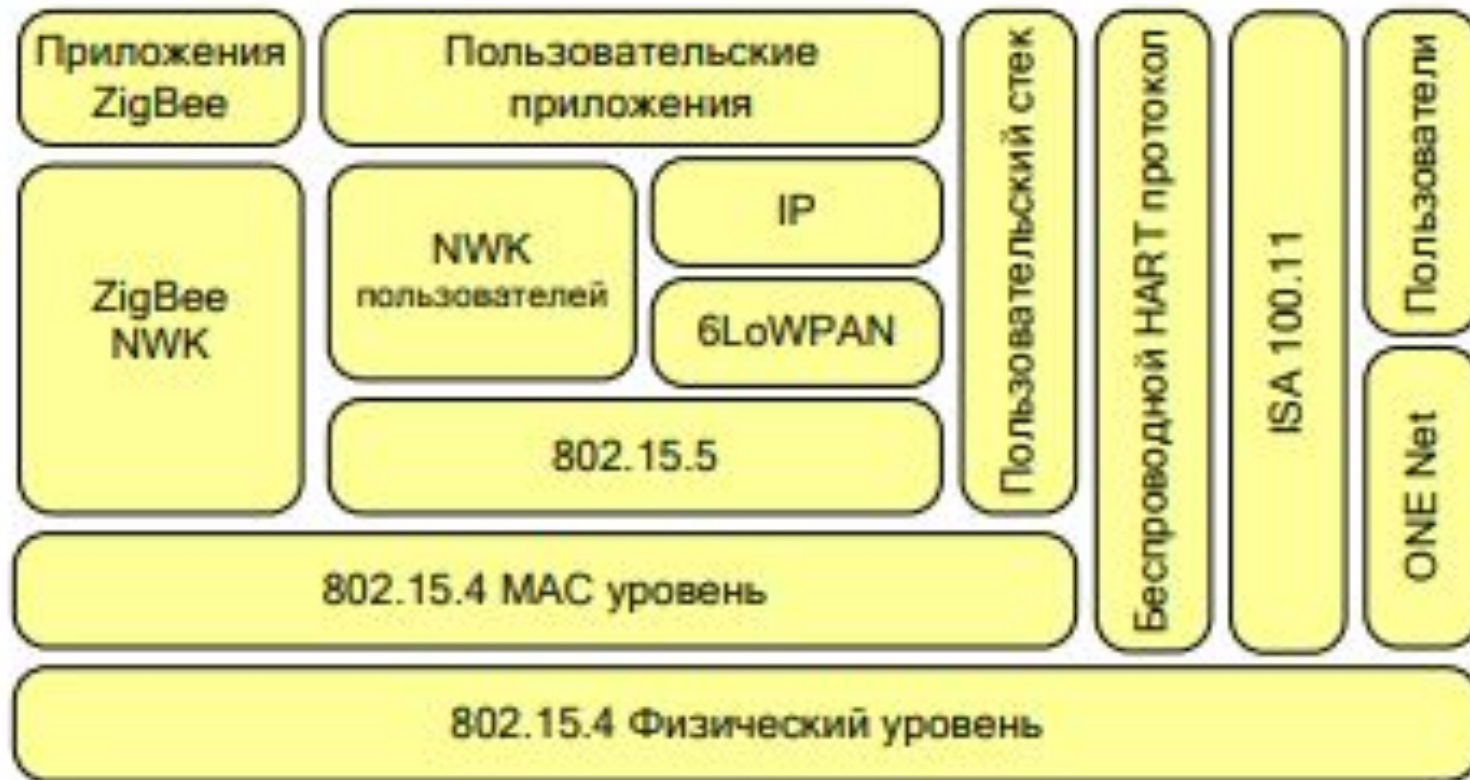 Приложения
ZigBee
Пользовательские
приложения
ZigBee
NWK
NWK
пользователей
IP
6LoWPAN
802.15.5
Пользовательский стек
Беспроводной HART протокол
ISA 100.11
Пользователи
ONE Net
802.15.4 MAC уровень
802.15.4 Физический уровень